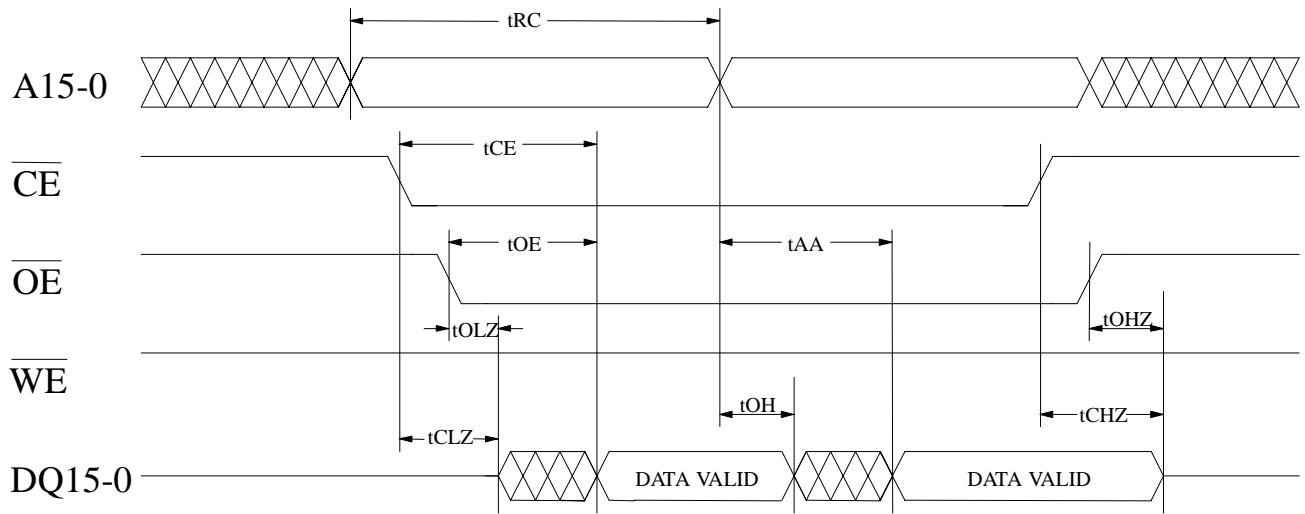 tRC
A15-0
tCE
CE
tOE
tAA
OE
tOLZ
tOHZ
WE
tOH
tCHZ
tCLZ
DQ15-0
DATA VALID
DATA VALID